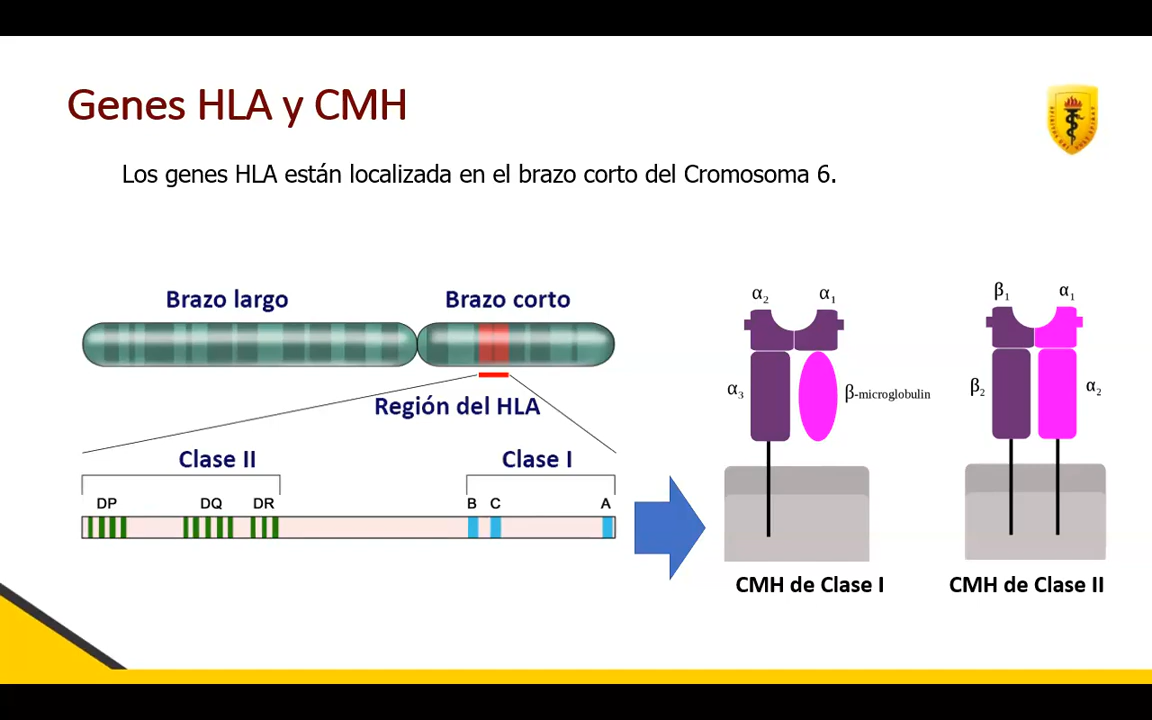 Genes HLA y CMH
Los genes HLA están localizada en el brazo corto del Cromosoma 6.
Brazo largo
Brazo corto
Región del HLA
Clase II
Clase I
DP
DQ
DR
B
C
A
α2
α1
α3
β-microglobulin
CMH de Clase I
β1
α1
β2
α2
CMH de Clase II